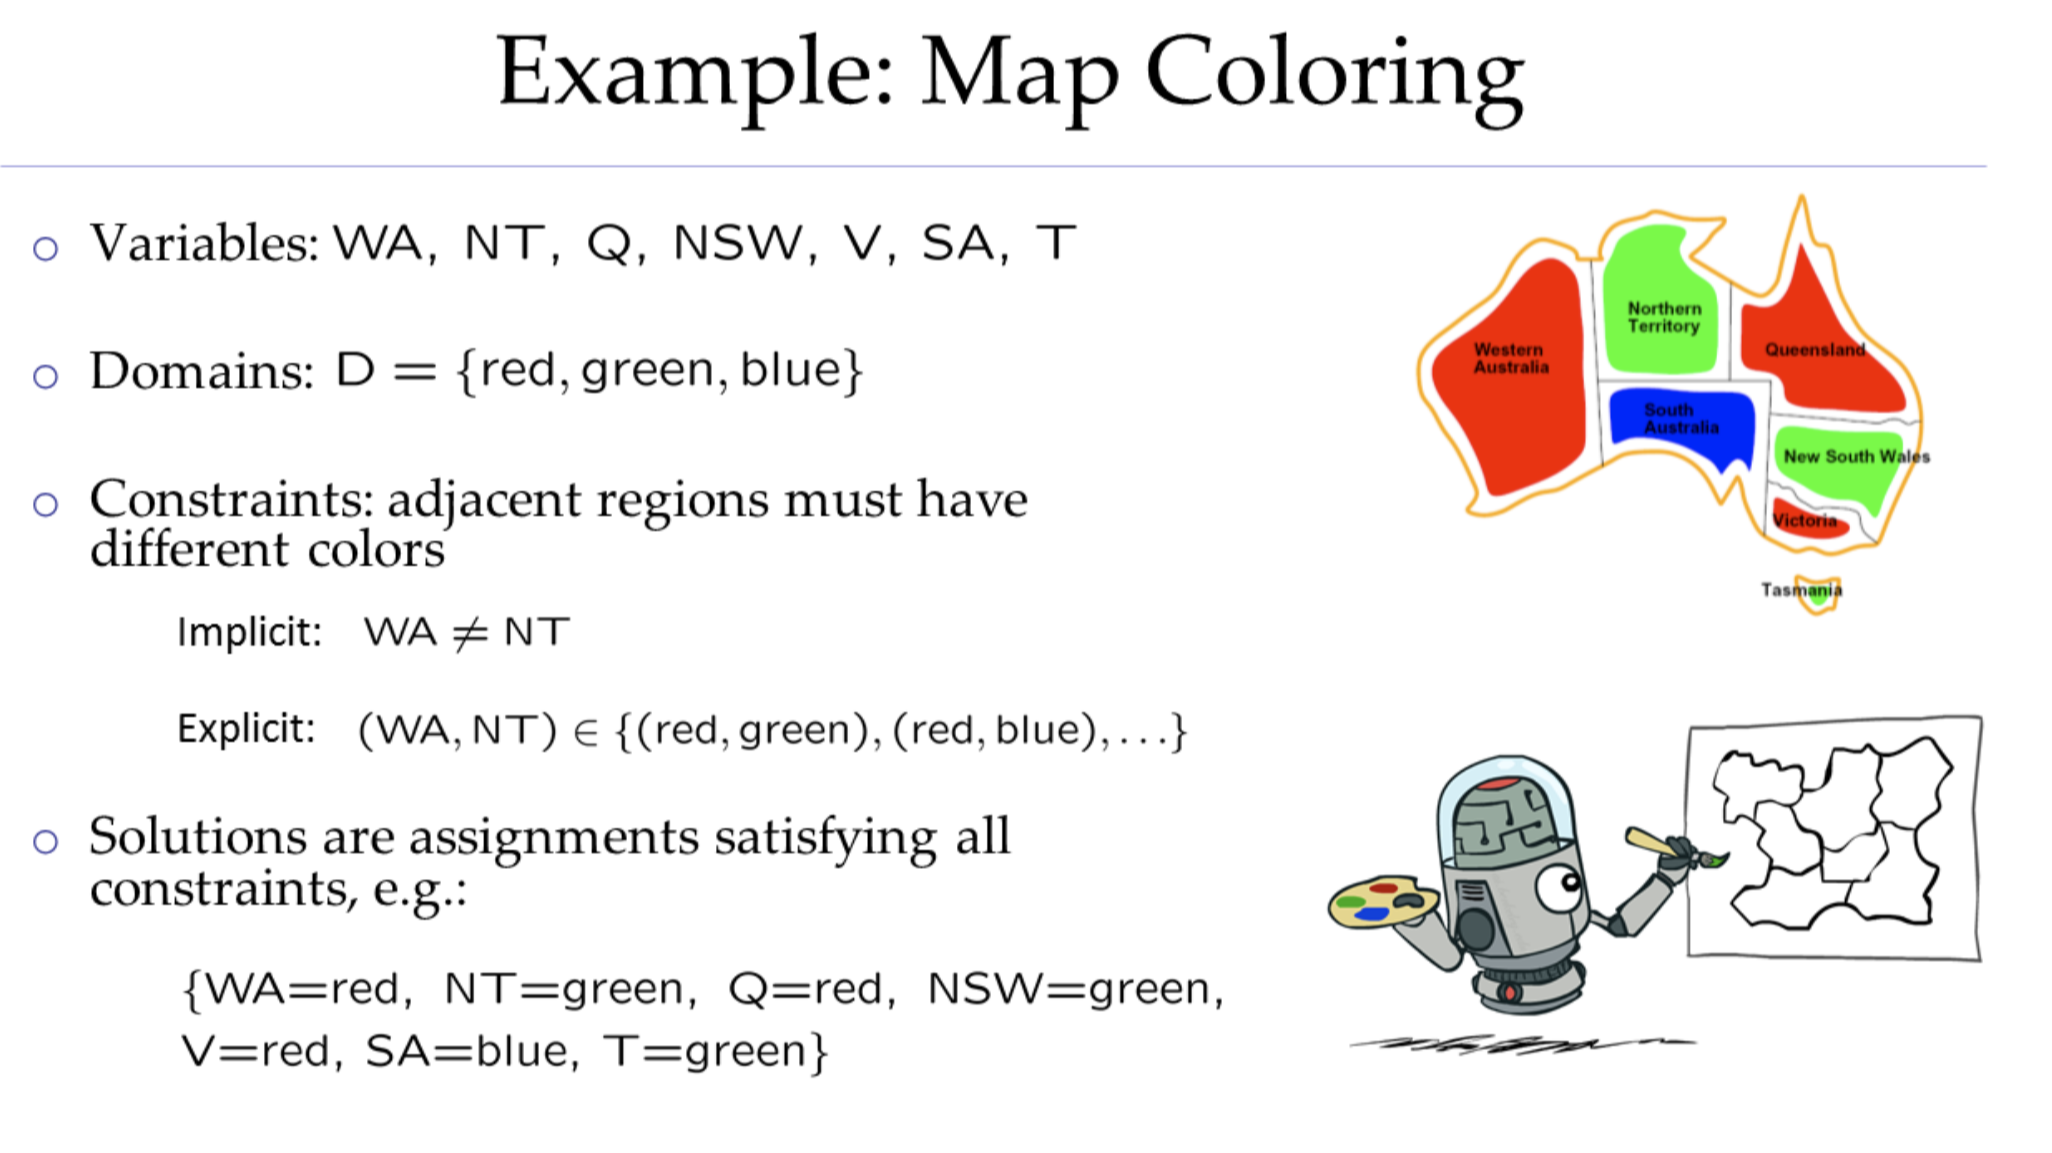 Example: Map Coloring
Variables: WA, NT, Q, NSW, V, SA, T
Domains: D = {red, green, blue}
Constraints: adjacent regions must have
different colors
Implicit: WA ≠ NT
Explicit: (WA, NT) ∈ {(red, green), (red, blue), ...}
Solutions are assignments satisfying all
constraints, e.g.:
{WA=red, NT=green, Q=red, NSW=green,
V=red, SA=blue, T=green}
Northern
Territory
Western
Australia
Queensland
South
Australia
New South Wales
Victoria
Tasmania